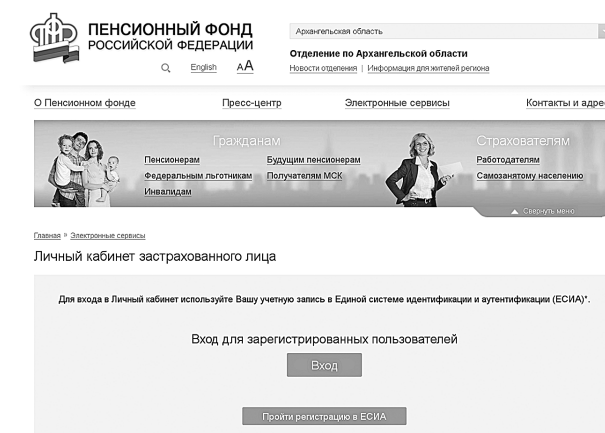 ПЕНСИОННЫЙ ФОНД
РОССИЙСКОЙ ФЕДЕРАЦИИ
English
АА
Архангельская область
Отделение по Архангельской области
Новости отделения | Информация для жителей региона
О Пенсионном фонде
Пресс-центр
Электронные сервисы
Контакты и адре
Гражданам
Пенсионерам
Будущим пенсионерам
Федеральным льготникам
Получателям МСК
Инвалидам
Страхователям
Работодателям
Самозанятому населению
Свернуть меню
Главная » Электронные сервисы
Личный кабинет застрахованного лица
Для входа в Личный кабинет используйте Вашу учетную запись в Единой системе идентификации и аутентификации (ЕСИА)*.
Вход для зарегистрированных пользователей
Вход
Пройти регистрацию в ЕСИА